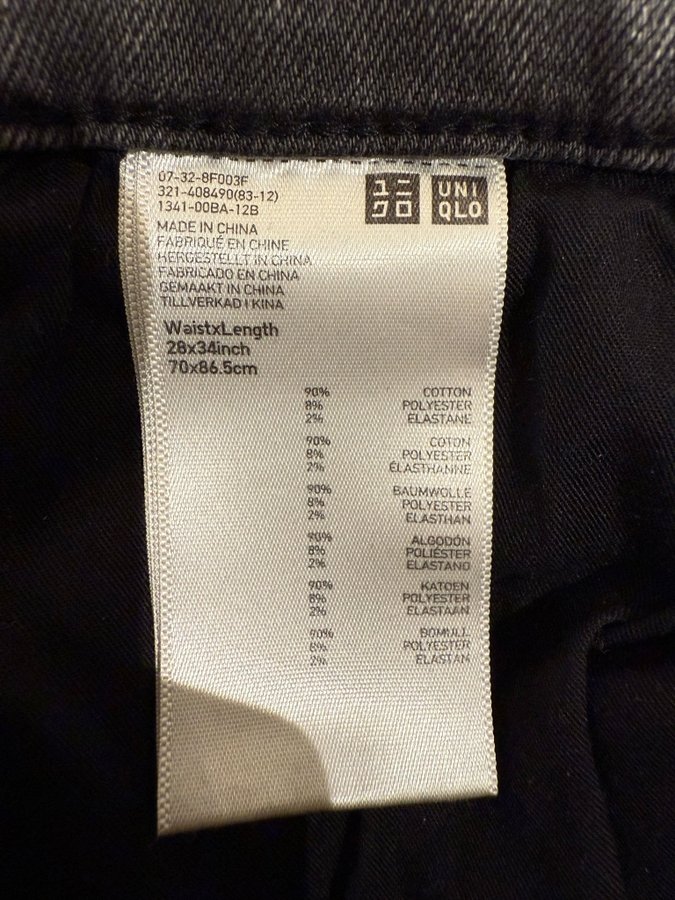 07-32-8F003F
321-408490(83-12)
1341-00BA-12B
ユニ
クロ
UNI
QLO
MADE IN CHINA
FABRIQUÉ EN CHINE
HERGESTELLT IN CHINA
FABRICADO EN CHINA
GEMAAKT IN CHINA
TILLVERKAD I KINA
WaistxLength
28x34inch
70x86.5cm
90% COTTON
8% POLYESTER
2% ELASTANE
90% COTON
8% POLYESTER
2% ÉLASTHANNE
90% BAUMWOLLE
8% POLYESTER
2% ELASTHAN
90% ALGODÓN
8% POLIÉSTER
2% ELASTANO
90% KATOEN
8% POLYESTER
2% ELASTAAN
90% BOMULL
8% POLYESTER
2% ELASTAN